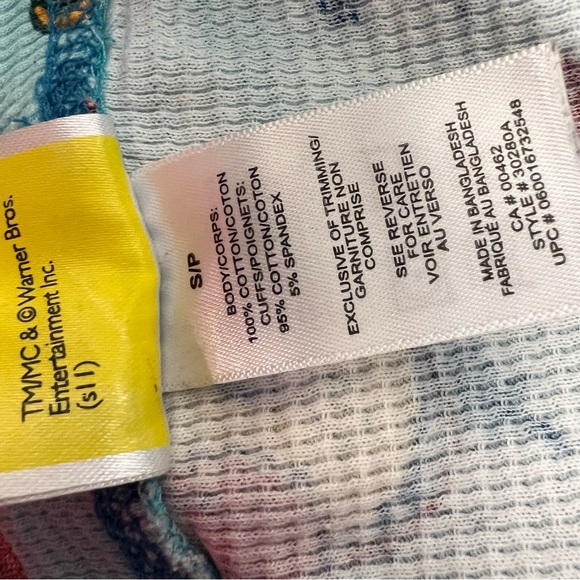 TM/MC & © Warner Bros.
Entertainment Inc.
(s11)
S/P
BODY/CORPS:
100% COTTON/COTON
CUFFS/POIGNETS:
95% COTTON/COTON
5% SPANDEX
EXCLUSIVE OF TRIMMING/
GARNITURE NON
COMPRISE
SEE REVERSE
FOR CARE
VOIR ENTRETIEN
AU VERSO
MADE IN BANGLADESH
FABRIQUÉ AU BANGLADESH
CA # 00462
STYLE # 30280A
UPC # 060016732548